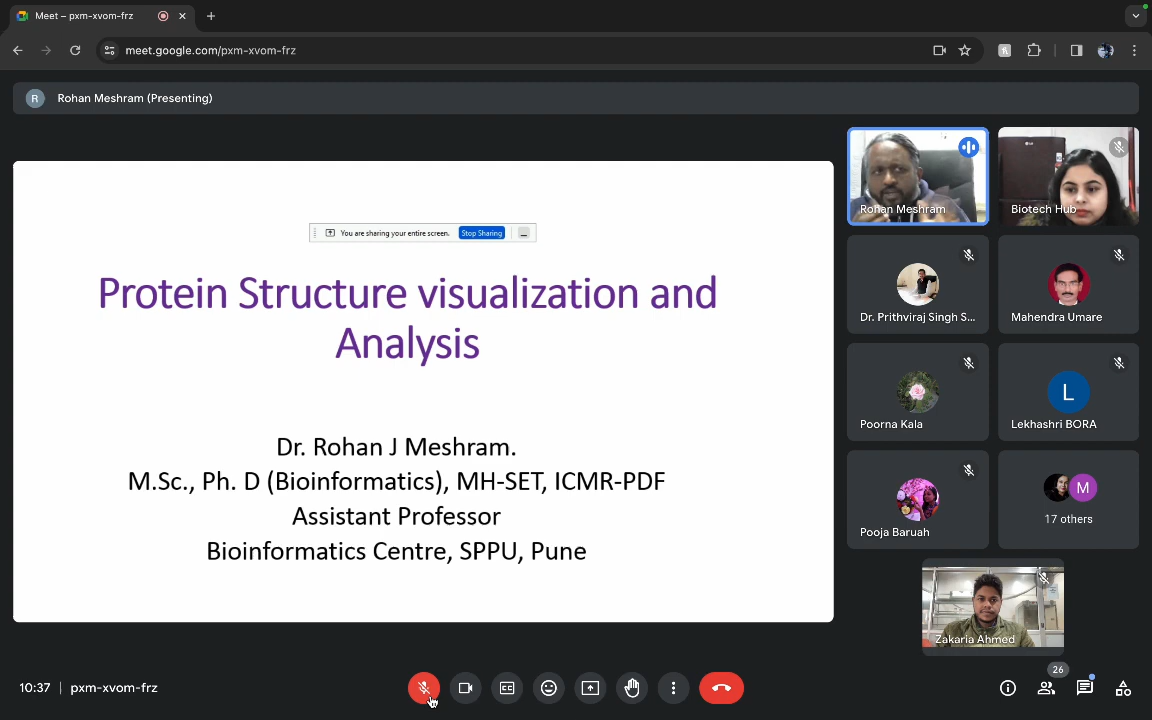 Meet – pxm-xvom-frz
meet.google.com/pxm-xvom-frz
R
Rohan Meshram (Presenting)
You are sharing your entire screen.
Stop Sharing
Protein Structure visualization and
Analysis
Dr. Rohan J Meshram.
M.Sc., Ph. D (Bioinformatics), MH-SET, ICMR-PDF
Assistant Professor
Bioinformatics Centre, SPPU, Pune
Rohan Meshram
Biotech Hub
Dr. Prithviraj Singh S...
Mahendra Umare
L
Poorna Kala
Lekhashri BORA
M
Pooja Baruah
17 others
Zakaria Ahmed
10:37 | pxm-xvom-frz
CC
26